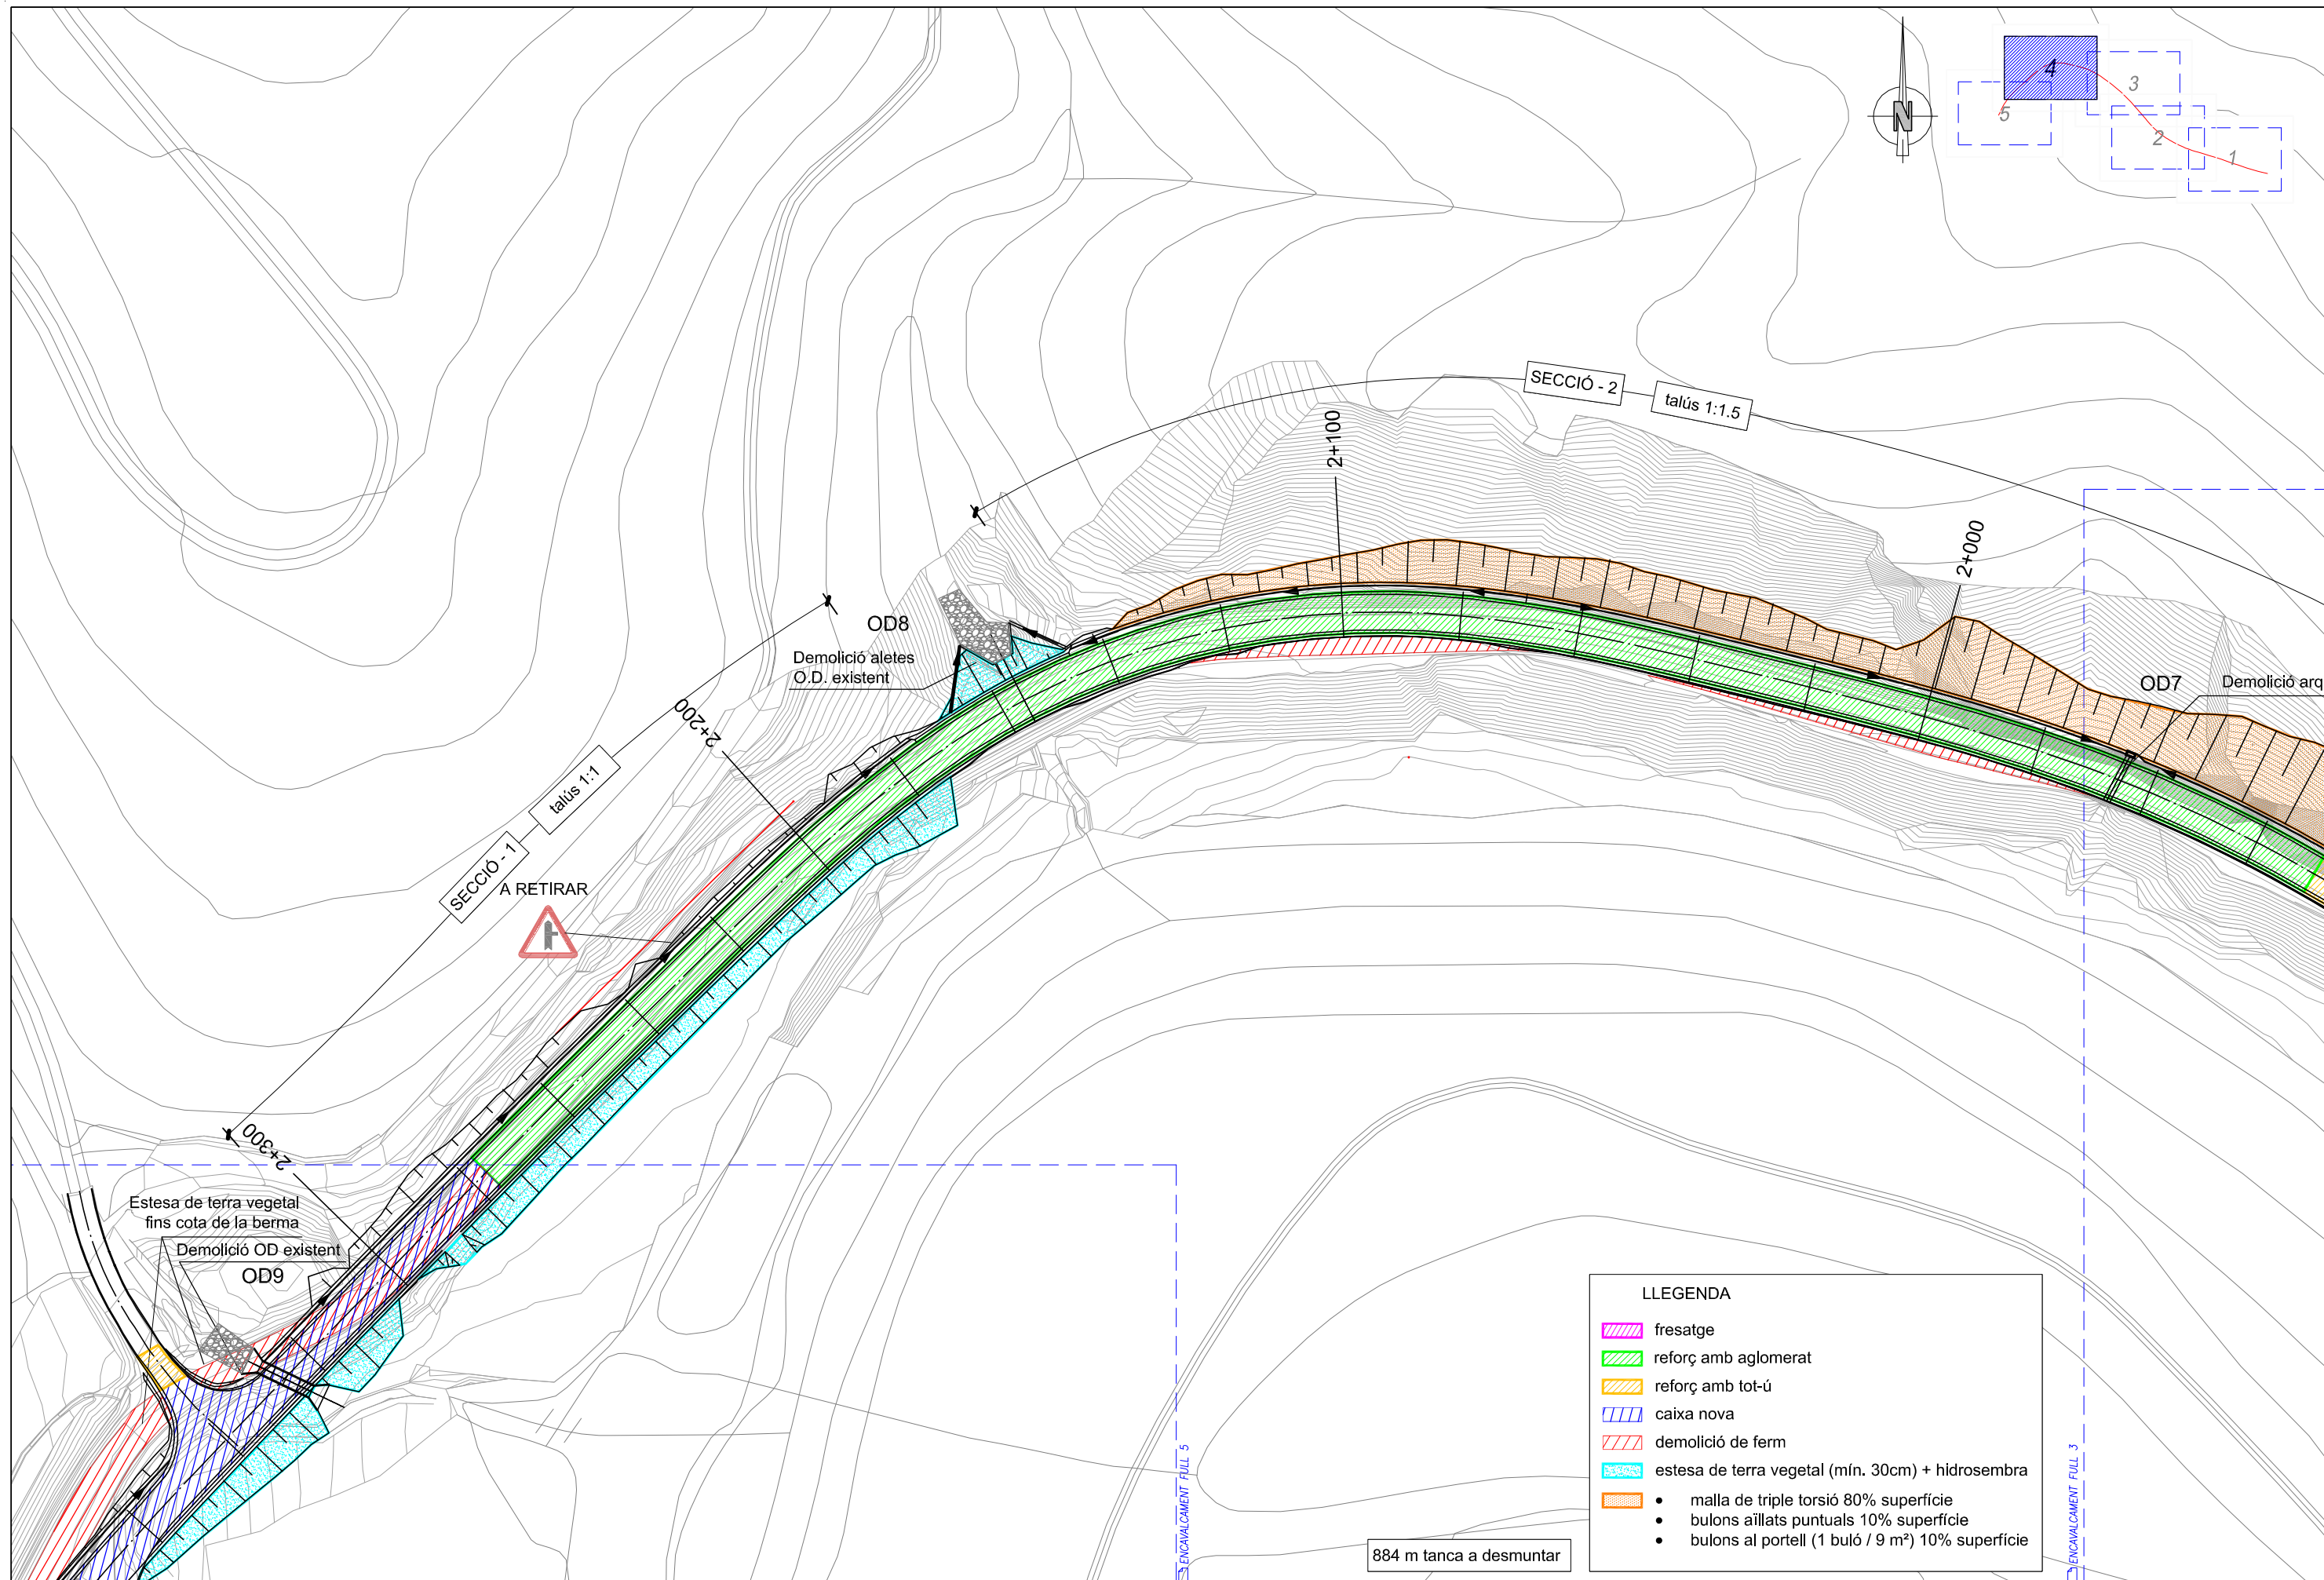 N
4
3
5
2
1
SECCIÓ - 2
talús 1:1.5
2+100
2+000
OD8
Demolició aletes
O.D. existent
OD7
Demolició arq
2+200
talús 1:1
SECCIÓ - 1
A RETIRAR
2+300
Estesa de terra vegetal
fins cota de la berma
Demolició OD existent
OD9
LLEGENDA
fresatge
reforç amb aglomerat
reforç amb tot-ú
caixa nova
demolició de ferm
estesa de terra vegetal (mín. 30cm) + hidrosembra
• malla de triple torsió 80% superfície
• bulons aïllats puntuals 10% superfície
• bulons al portell (1 buló / 9 m²) 10% superfície
884 m tanca a desmuntar
ENCAVALCAMENT FULL 5
ENCAVALCAMENT FULL 3